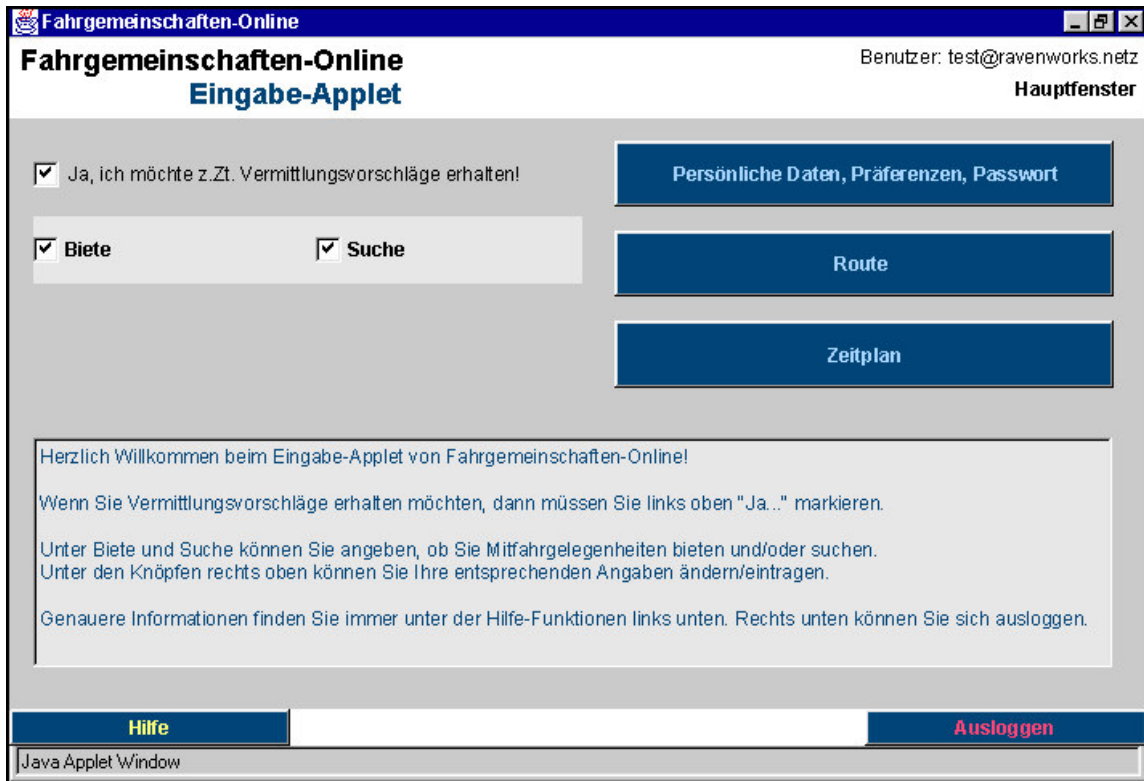 Fahrgemeinschaften-Online
Fahrgemeinschaften-Online
Eingabe-Applet
Benutzer: test@ravenworks.netz
Hauptfenster
Ja, ich möchte z.Zt. Vermittlungsvorschläge erhalten!
Biete
Suche
Persönliche Daten, Präferenzen, Passwort
Route
Zeitplan
Herzlich Willkommen beim Eingabe-Applet von Fahrgemeinschaften-Online!
Wenn Sie Vermittlungsvorschläge erhalten möchten, dann müssen Sie links oben "Ja..." markieren.
Unter Biete und Suche können Sie angeben, ob Sie Mitfahrgelegenheiten bieten und/oder suchen.
Unter den Knöpfen rechts oben können Sie Ihre entsprechenden Angaben ändern/eintragen.
Genauere Informationen finden Sie immer unter der Hilfe-Funktionen links unten. Rechts unten können Sie sich ausloggen.
Hilfe
Ausloggen
Java Applet Window